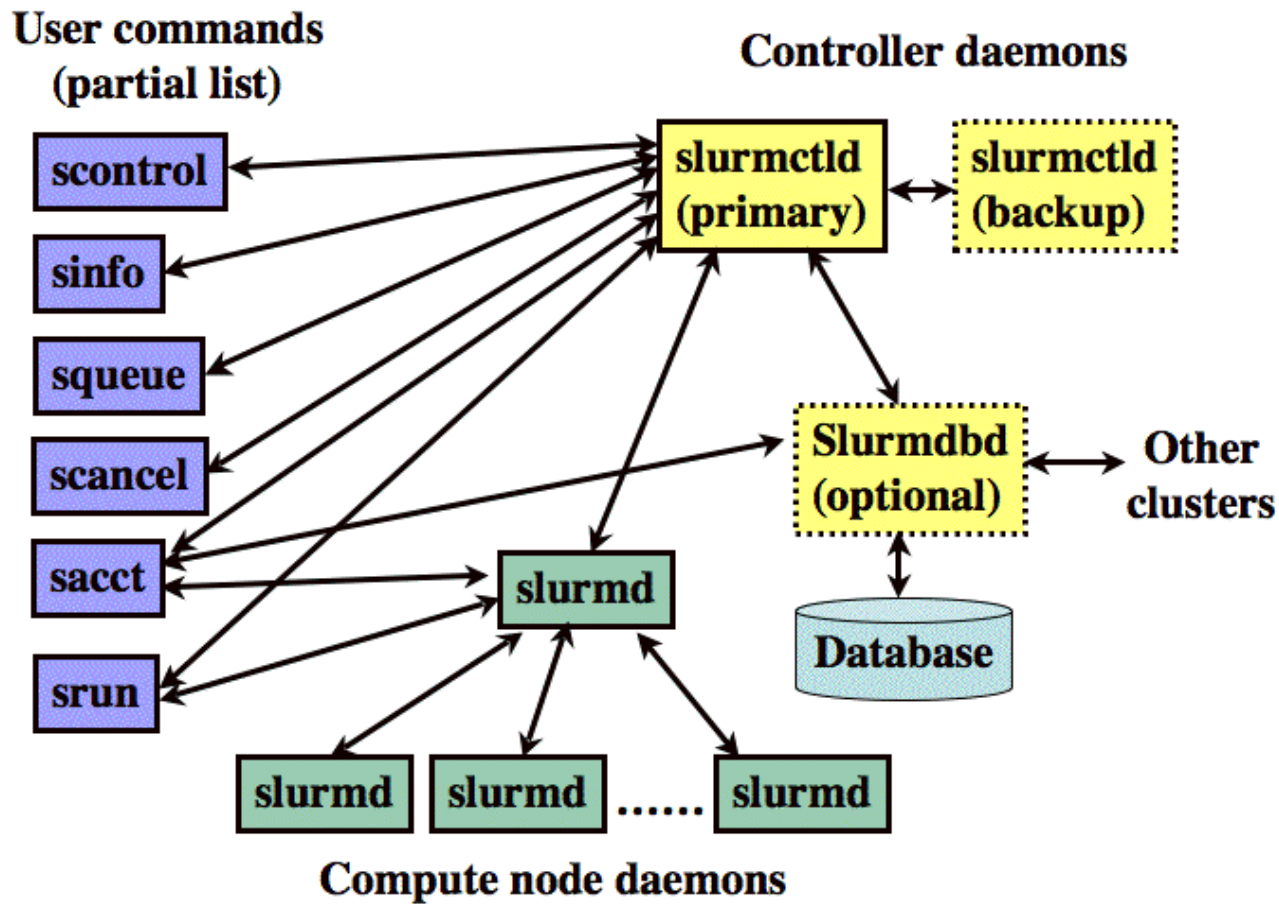 User commands
(partial list)
Controller daemons
scontrol
sinfo
squeue
scancel
sacct
srun
slurmctld
(primary)
slurmctld
(backup)
Slurmdbd
(optional)
Other
clusters
Database
slurmd
slurmd
slurmd
......
slurmd
Compute node daemons